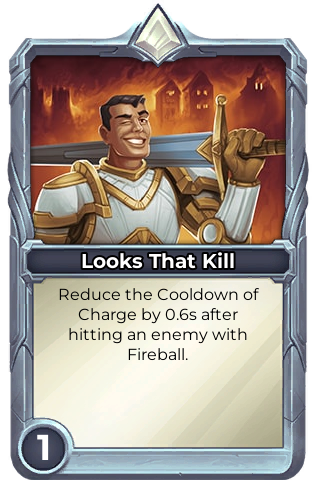 Looks That Kill
Reduce the Cooldown of
Charge by 0.6s after
hitting an enemy with
Fireball.
1